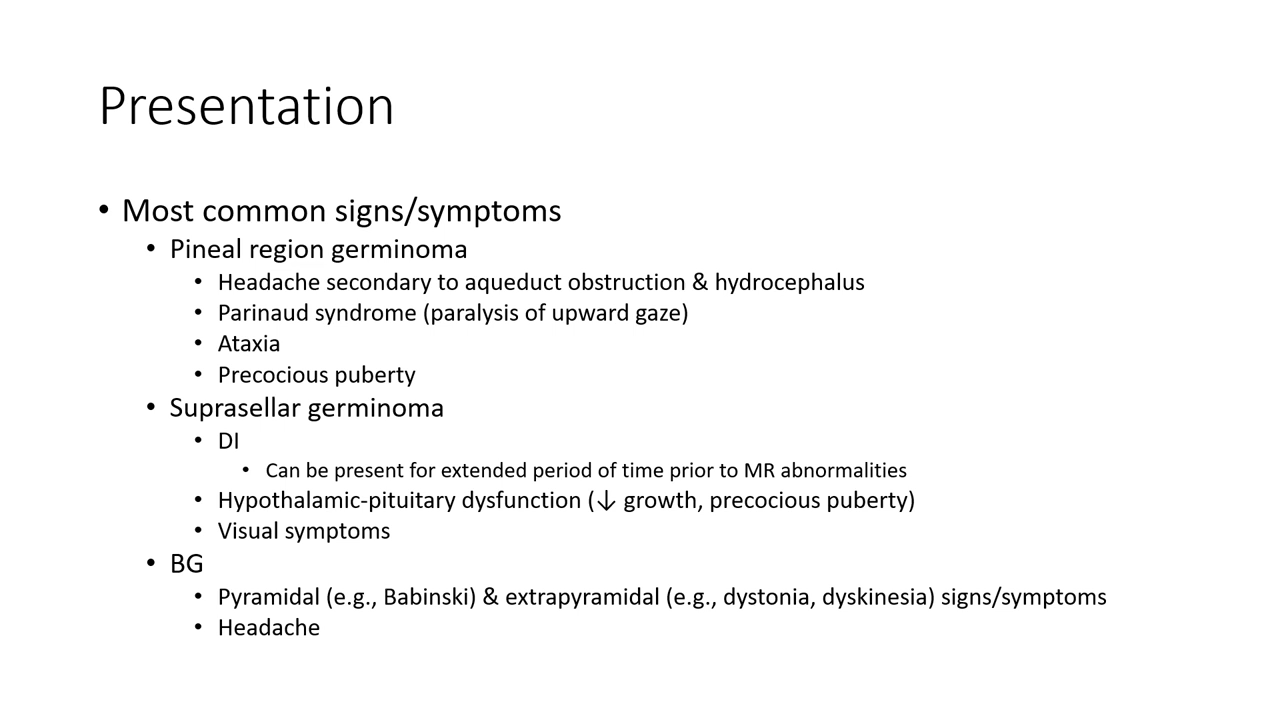 Presentation
• Most common signs/symptoms
• Pineal region germinoma
• Headache secondary to aqueduct obstruction & hydrocephalus
• Parinaud syndrome (paralysis of upward gaze)
• Ataxia
• Precocious puberty
• Suprasellar germinoma
• DI
• Can be present for extended period of time prior to MR abnormalities
• Hypothalamic-pituitary dysfunction (↓ growth, precocious puberty)
• Visual symptoms
• BG
• Pyramidal (e.g., Babinski) & extrapyramidal (e.g., dystonia, dyskinesia) signs/symptoms
• Headache